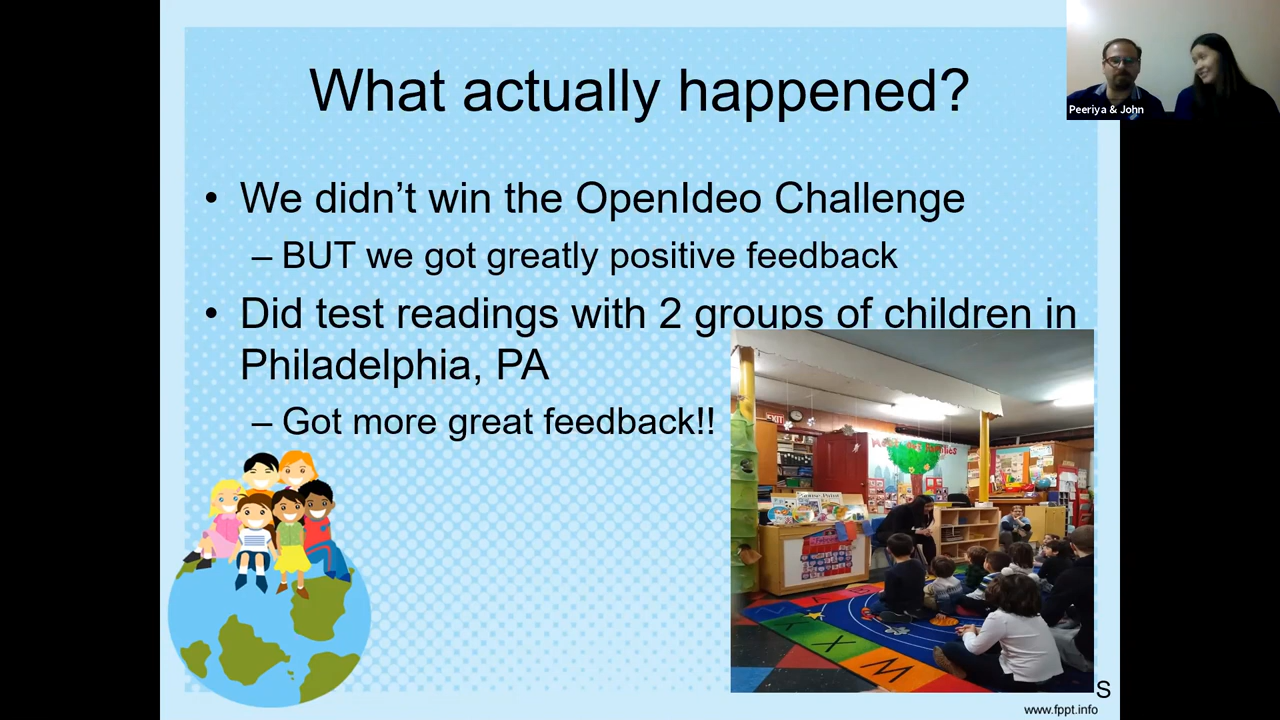 What actually happened?
Peeriya & John
• We didn’t win the OpenIdeo Challenge
– BUT we got greatly positive feedback
• Did test readings with 2 groups of children in
Philadelphia, PA
– Got more great feedback!!
EXIT
X M
S
www.fppt.info